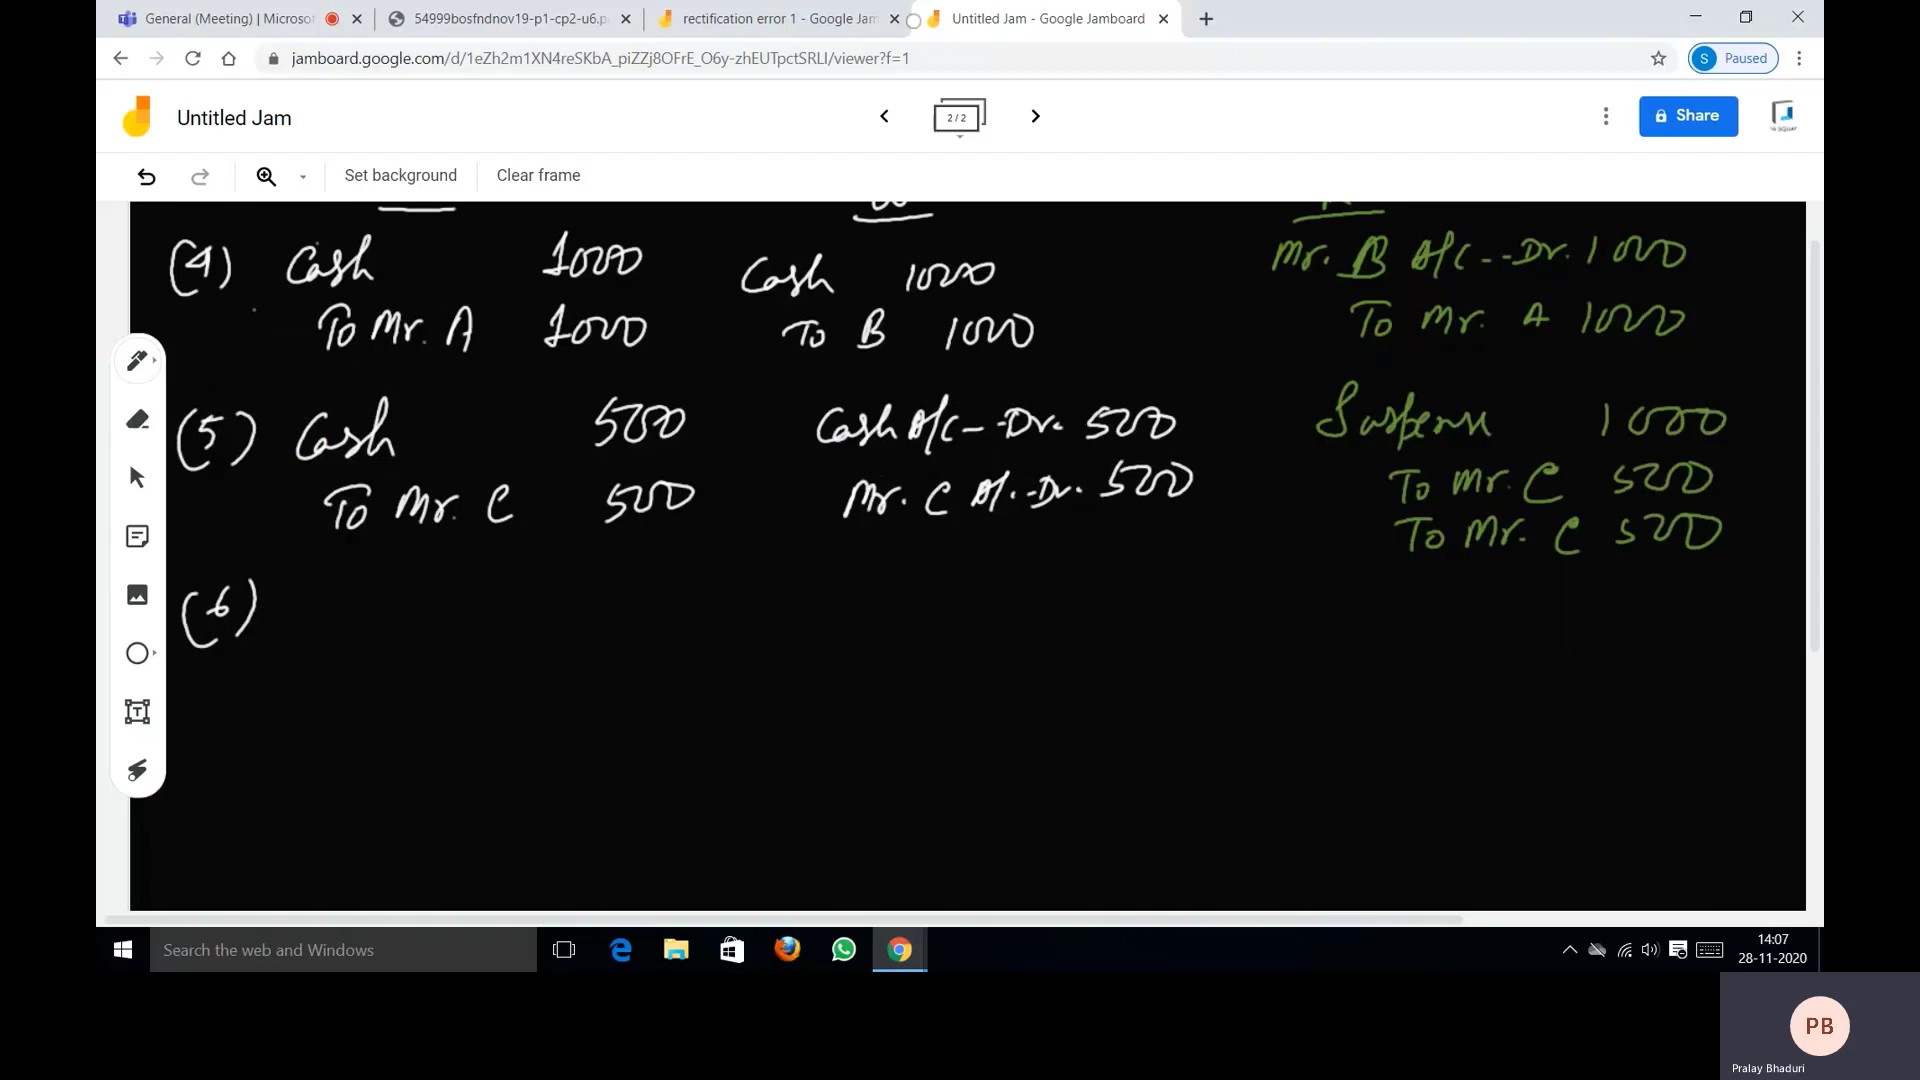 General (Meeting) | Microso
54999bosfndnov19-p1-cp2-u6.p
rectification error 1 - Google Jam
Untitled Jam - Google Jamboard
jamboard.google.com/d/1eZh2m1XN4reSKbA_piZZj8OFrE_O6y-zhEUTpctSRLI/viewer?f=1
S Paused
Untitled Jam
2 / 2
Share
Set background
Clear frame
(4) Cash 1000 Cash 1000 Mr. B A/C--Dr. 1000
To Mr. A 1000 To B 1000 To Mr. A 1000
(5) Cash 500 Cash A/c--Dr. 500 Suspense 1000
To Mr. C 500 Mr. C A/.--Dr. 500 To Mr. C 500
To Mr. C 500
(6)
Search the web and Windows
14:07
28-11-2020
PB
Pralay Bhaduri